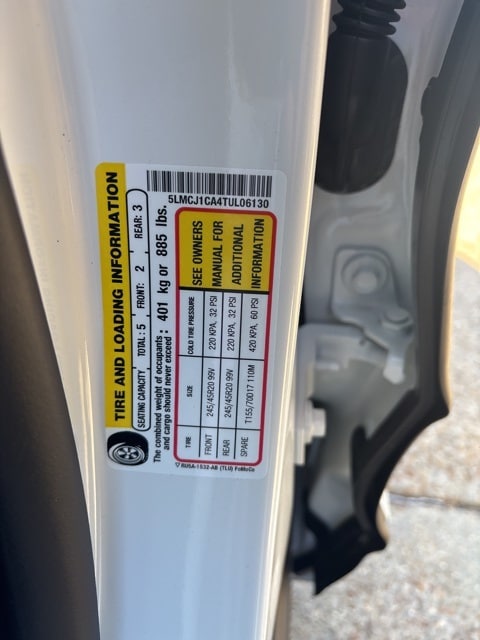 5LMCJ1CA4TUL06130
TIRE AND LOADING INFORMATION
SEATING CAPACITY TOTAL: 5 FRONT: 2 REAR: 3
The combined weight of occupants and cargo should never exceed: 401 kg or 885 lbs.
TIRE SIZE COLD TIRE PRESSURE
FRONT 245/45R20 99V 220 KPA, 32 PSI
REAR 245/45R20 99V 220 KPA, 32 PSI
SPARE T155/70D17 110M 420 KPA, 60 PSI
SEE OWNERS
MANUAL FOR
ADDITIONAL
INFORMATION